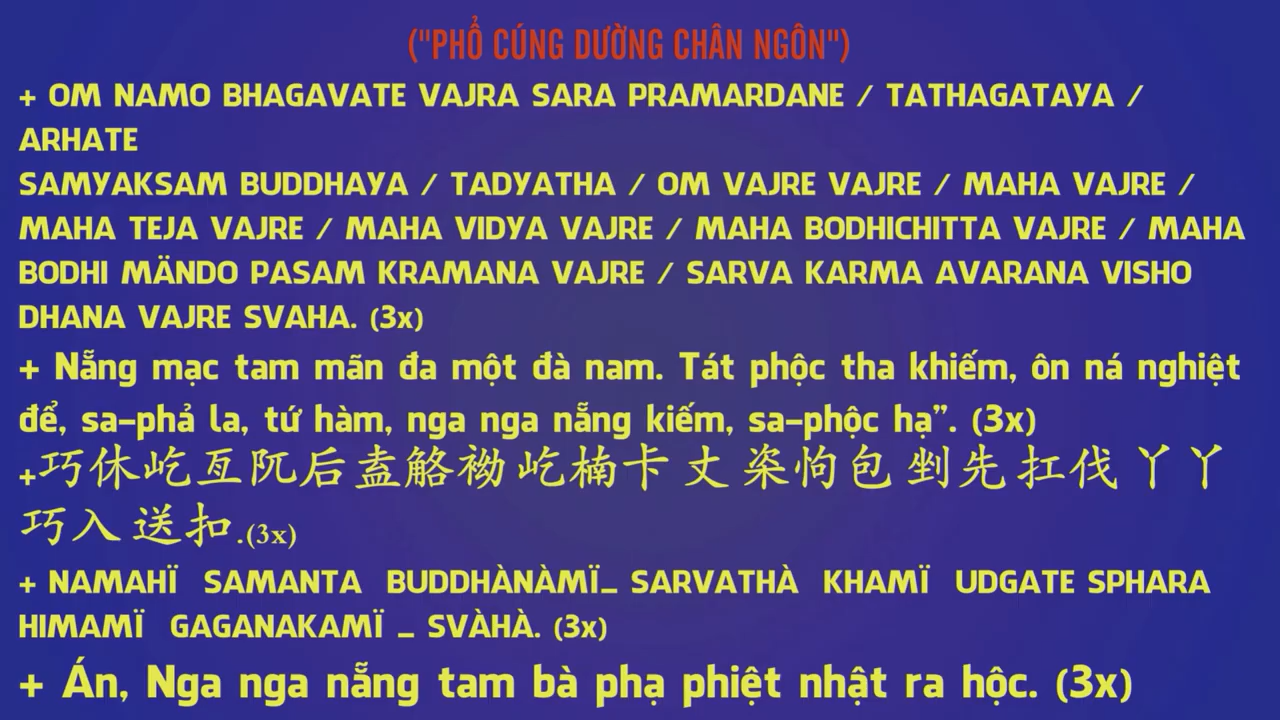 ("PHỔ CÚNG DƯỜNG CHÂN NGÔN")
+ OM NAMO BHAGAVATE VAJRA SARA PRAMARDANE / TATHAGATAYA /
ARHATE
SAMYAKSAM BUDDHAYA / TADYATHA / OM VAJRE VAJRE / MAHA VAJRE /
MAHA TEJA VAJRE / MAHA VIDYA VAJRE / MAHA BODHICHITTA VAJRE / MAHA
BODHI MÄNDO PASAM KRAMANA VAJRE / SARVA KARMA AVARANA VISHO
DHANA VAJRE SVAHA. (3x)
+ Nẵng mạc tam mãn đa một đà nam. Tát phộc tha khiếm, ôn ná nghiệt
để, sa-phả la, tứ hàm, nga nga nẵng kiếm, sa-phộc hạ”. (3x)
+巧休屹亙阢后盍觡袎屹楠卡丈栥怐包剉先扛伐丫丫
巧入送扣.(3x)
+ NAMAHÏ SAMANTA BUDDHÀNÀMÏ_ SARVATHÀ KHAMÏ UDGATE SPHARA
HIMAMÏ GAGANAKAMÏ _ SVÀHÀ. (3x)
+ Án, Nga nga nẵng tam bà phạ phiệt nhật ra hộc. (3x)